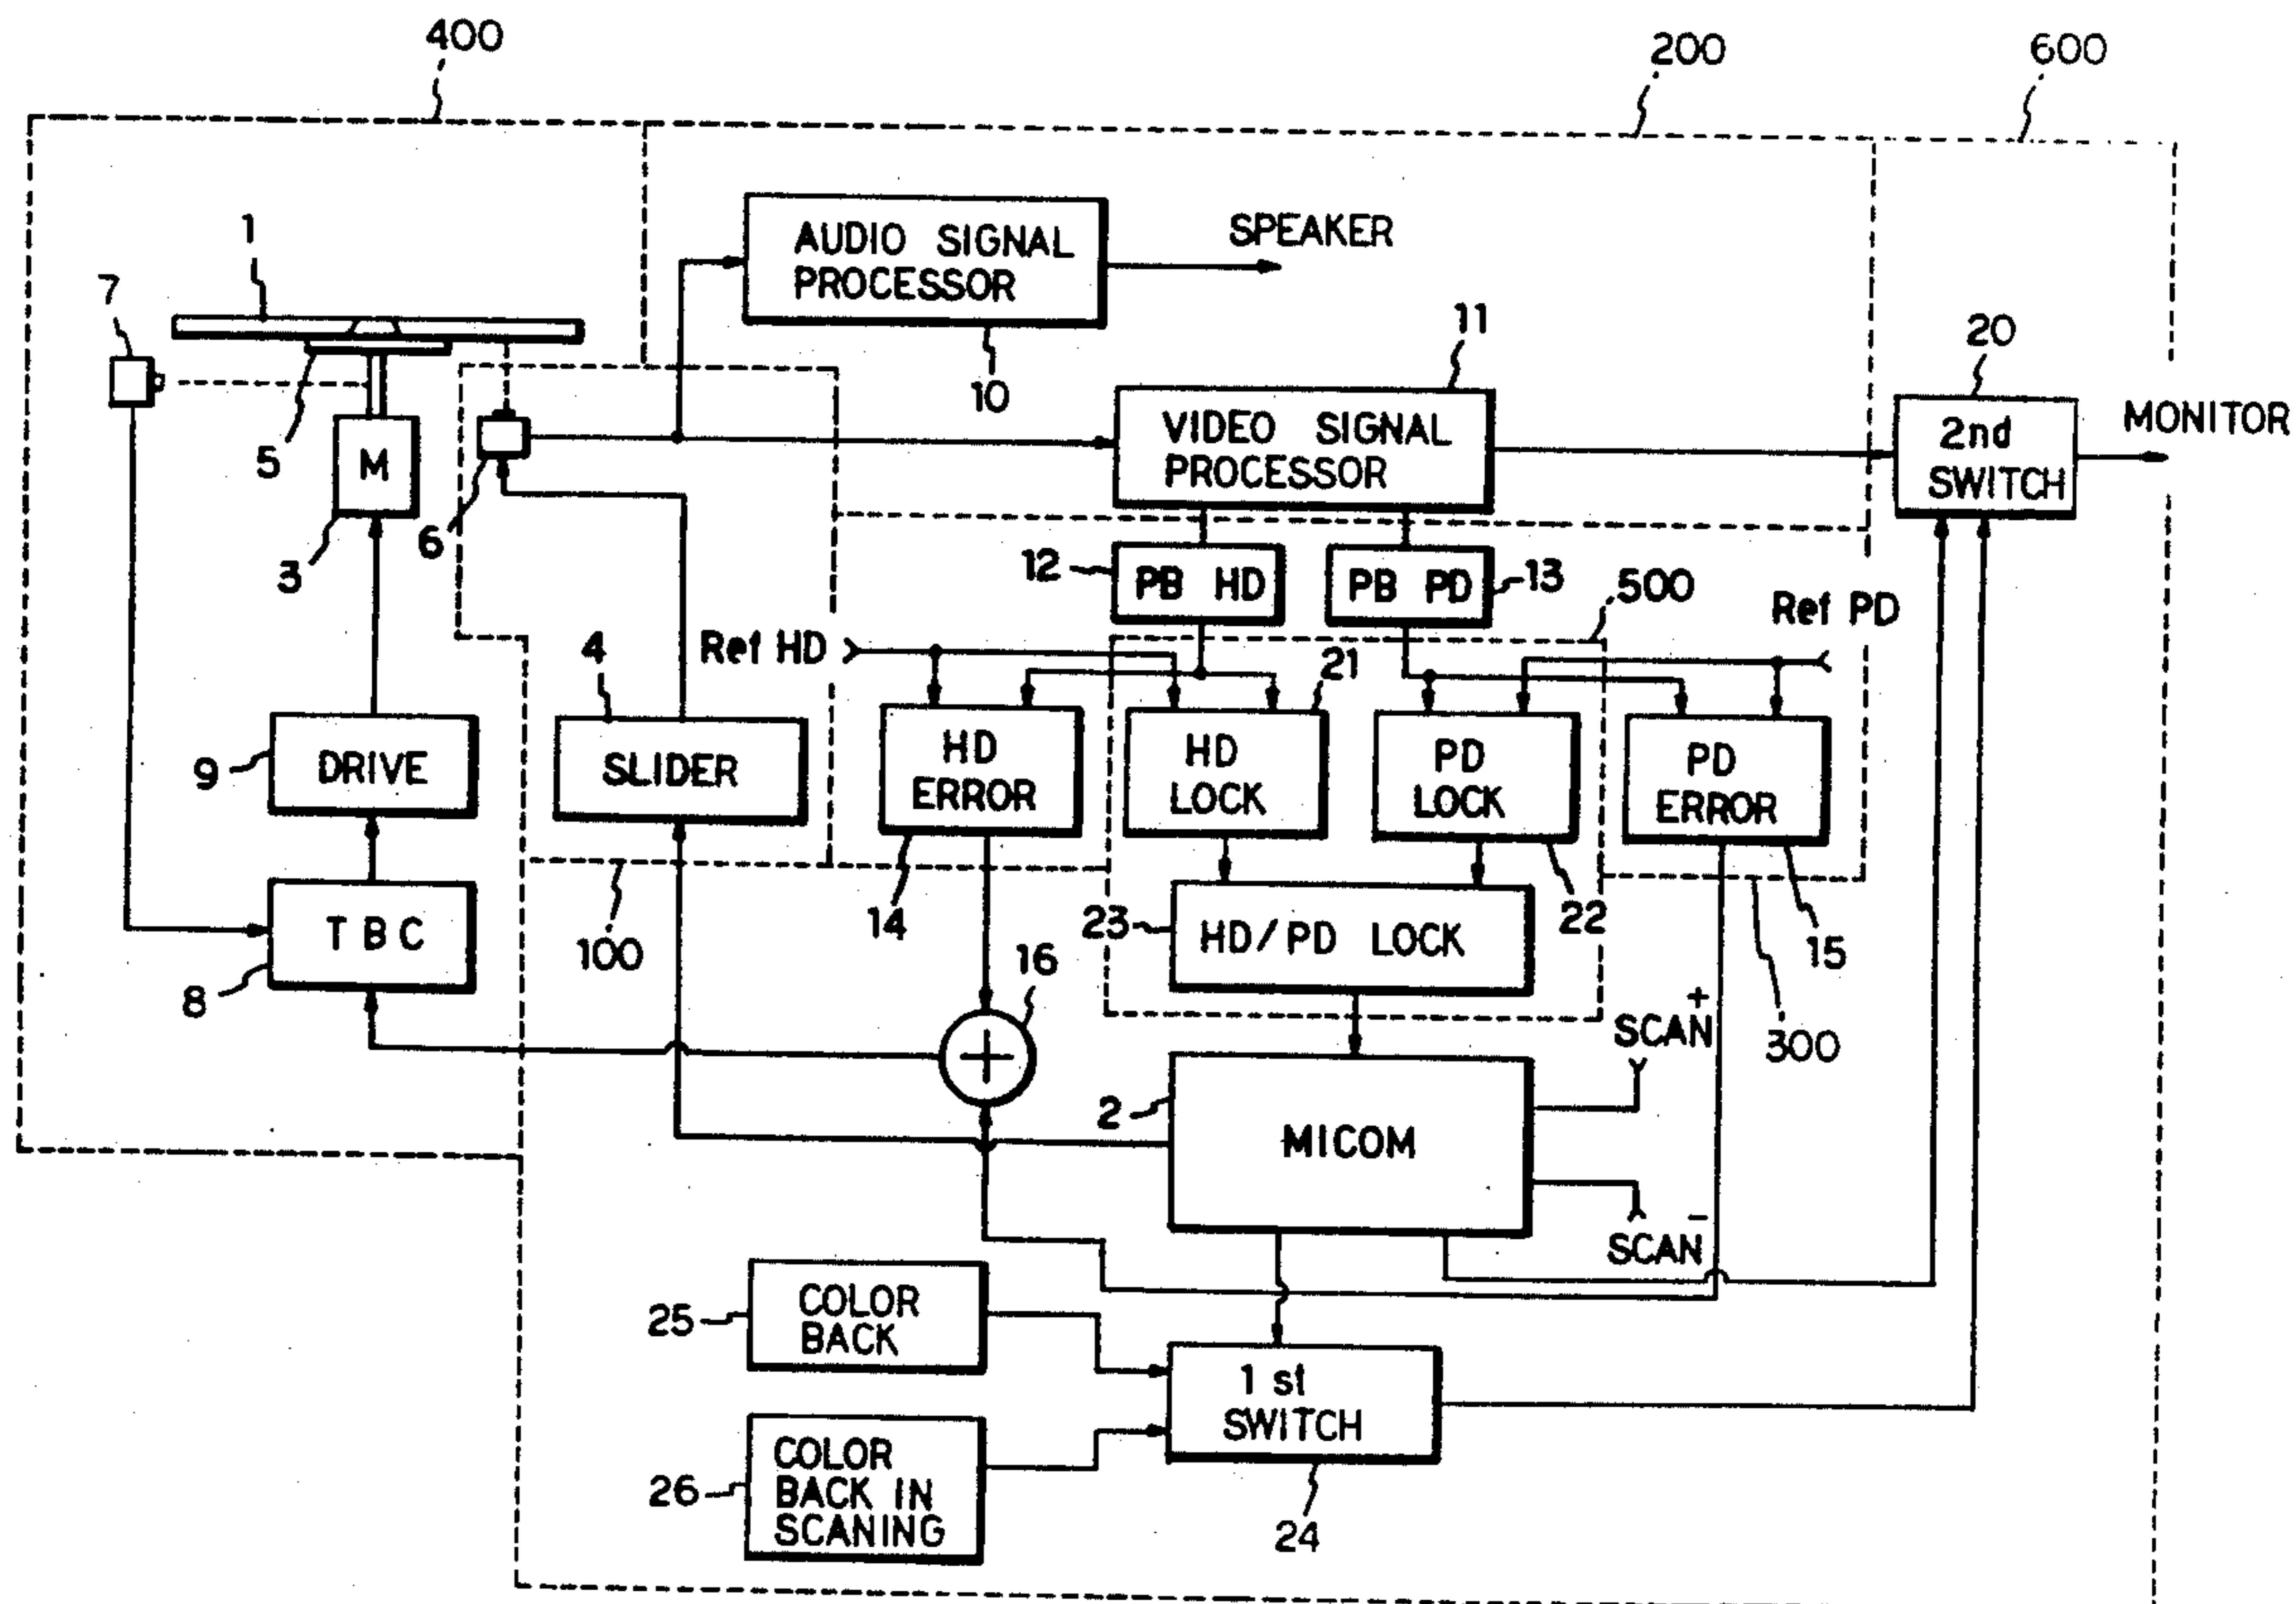 400
200
600
1
AUDIO SIGNAL
PROCESSOR
SPEAKER
7
11
20
10
5
M
VIDEO SIGNAL
PROCESSOR
2nd
SWITCH
MONITOR
3
6
12
PB HD
PB PD
13
500
Ref PD
4
Ref HD
21
9
DRIVE
SLIDER
HD
ERROR
HD
LOCK
PD
LOCK
PD
ERROR
TBC
8
100
14
23
HD/PD LOCK
22
15
16
SCAN+
300
2
MICOM
SCAN-
25
COLOR
BACK
1st
SWITCH
26
COLOR
BACK IN
SCANING
24